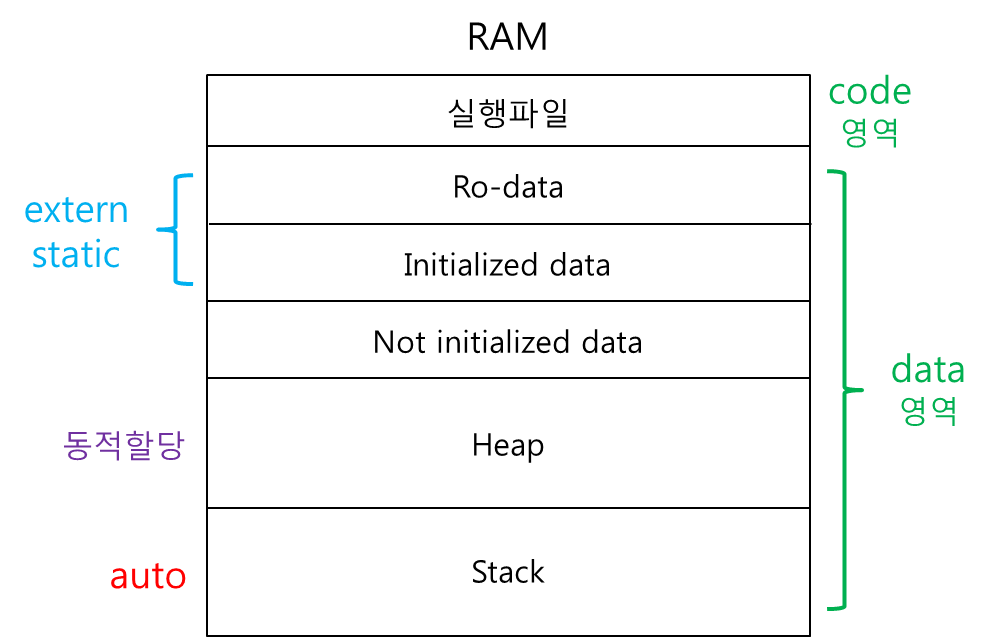 RAM
실행파일
code
영역
Ro-data
extern
static
Initialized data
Not initialized data
data
영역
동적할당
Heap
auto
Stack